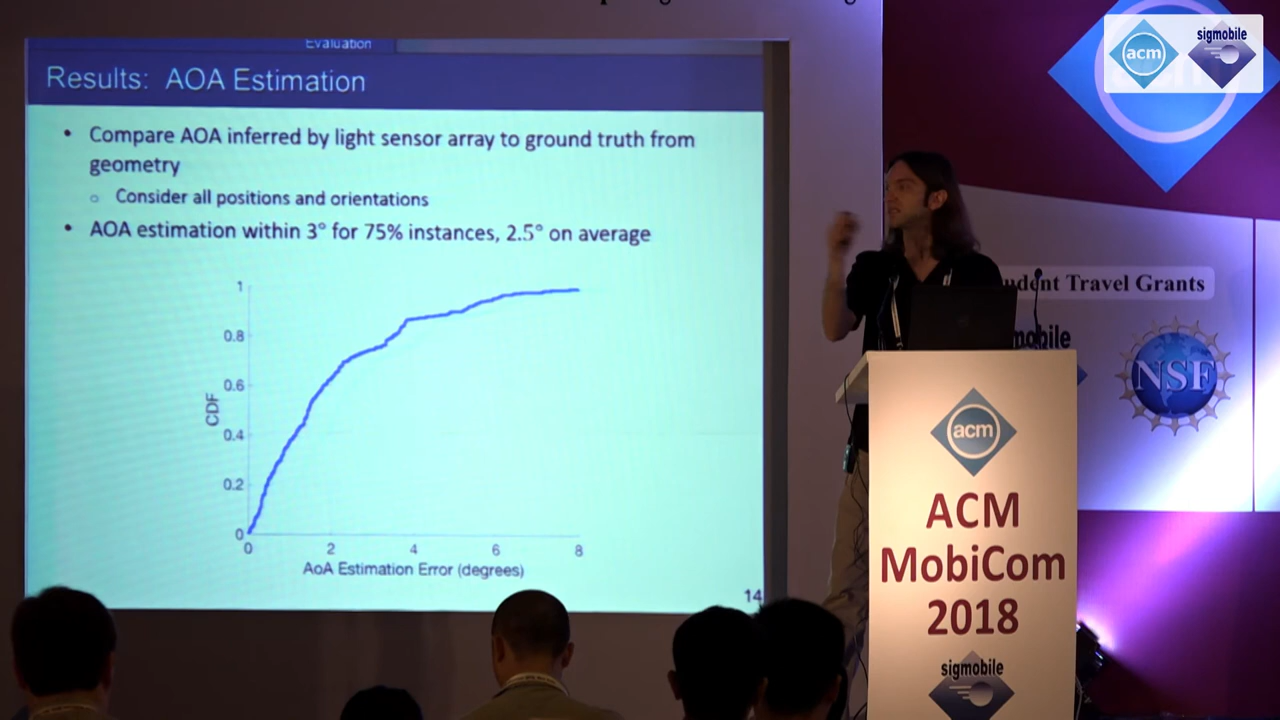 Evaluation
Results: AOA Estimation
• Compare AOA inferred by light sensor array to ground truth from
geometry
○ Consider all positions and orientations
• AOA estimation within 3° for 75% instances, 2.5° on average
1
0.8
0.6
0.4
0.2
0
CDF
0 2 4 6 8
AoA Estimation Error (degrees)
14
acm
sigmobile
Travel Grants
NSF
acm
ACM
MobiCom
2018
sigmobile